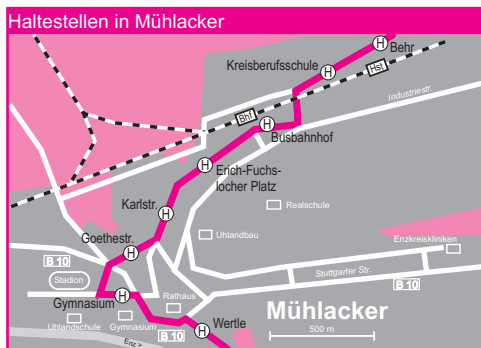 Haltestellen in Mühlacker
H
Behr
Kreisberufsschule
H
Hst
Industriestr.
Bhf
H
Busbahnhof
H
Erich-Fuchs-
locher Platz
Karlstr.
H
Realschule
Goethestr.
Uhlandbau
Enzkreiskliniken
H
B 10
Stadion
Stuttgarter Str.
B 10
Gymnasium
H
Rathaus
Mühlacker
Uhlandschule
Gymnasium
B 10
H
Wertle
500 m
Enz >